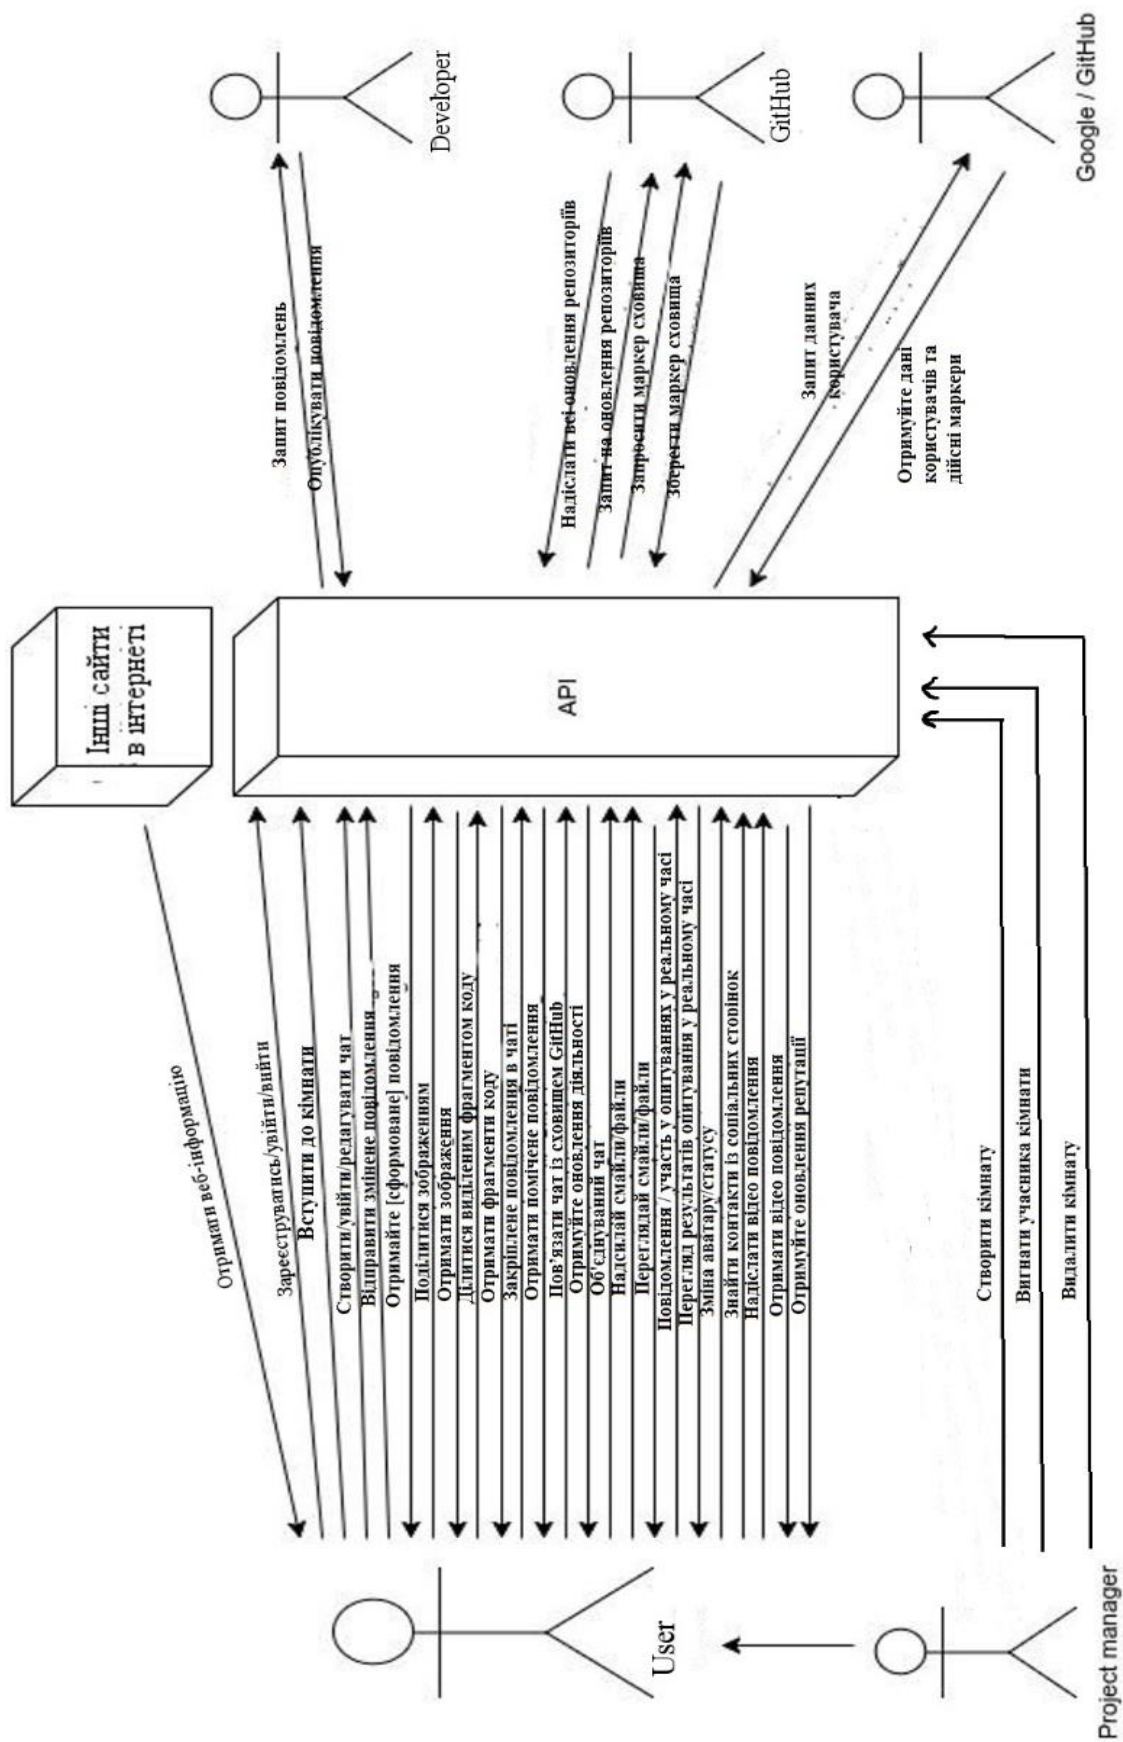 Інші сайти
в інтернеті
Отримати веб-інформацію
Зареєструватись/увійти/вийти
Вступити до кімнати
Створити/увійти/редагувати чат
Відправити змінене повідомлення
Отримайте [сформоване] повідомлення
Поділитися зображенням
Отримати зображення
Ділитися виділеним фрагментом коду
Отримати фрагменти коду
Закріплене повідомлення в чаті
Отримати помічене повідомлення
Пов'язати чат із сховищем GitHub
Отримуйте оновлення діяльності
Об'єднуваний чат
Надсилай смайли/файли
Переглядай смайли/файли
Повідомлення / участь у опитуваннях у реальному часі
Перегляд результатів опитування у реальному часі
Зміна аватару/статусу
Знайти контакти із соціальних сторінок
Надіслати відео повідомлення
Отримати відео повідомлення
Отримуйте оновлення репутації
User
Project manager
Створити кімнату
Вигнати учасника кімнати
Видалити кімнату
API
Запит повідомлень
Опублікувати повідомлення
Developer
Надіслати всі оновлення репозиторіїв
Запит на оновлення репозиторіїв
Запросити маркер сховища
Зберегти маркер сховища
GitHub
Запит данних
користувача
Отримуйте дані
користувачів та
дійсні маркери
Google / GitHub